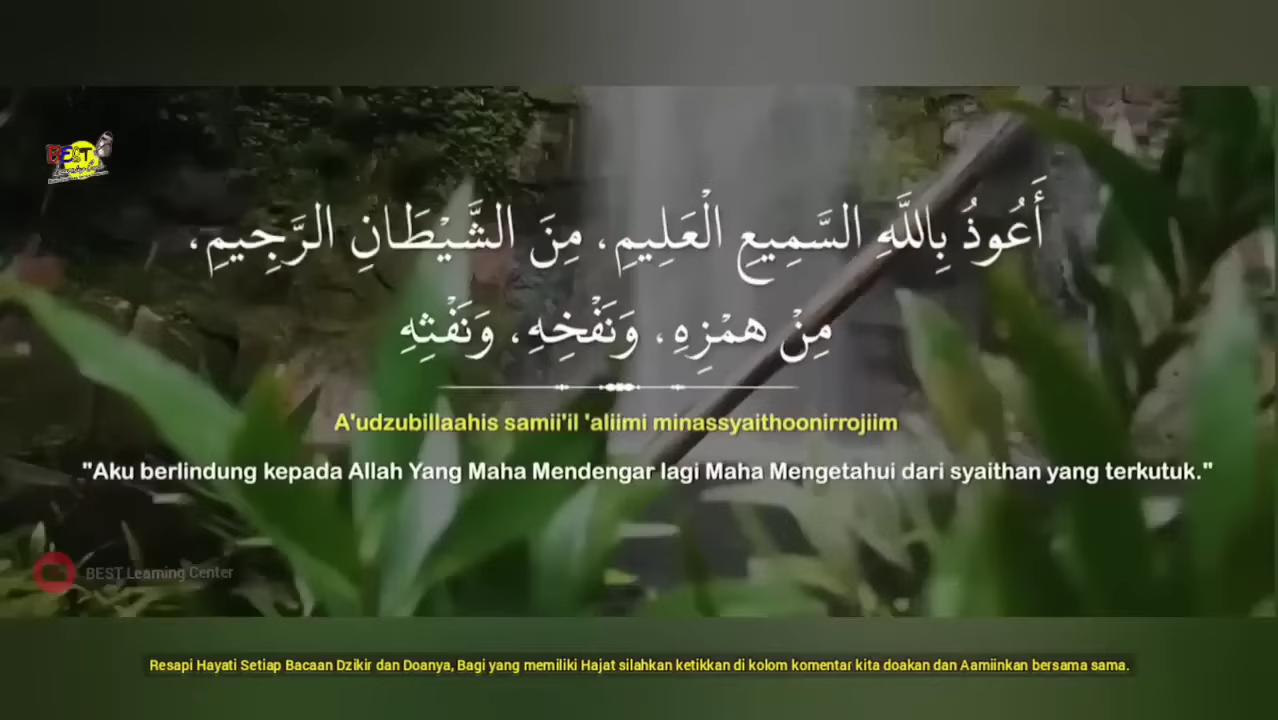 BEST
أَعُوذُ بِاللَّهِ السَّمِيعِ الْعَلِيمِ، مِنَ الشَّيْطَانِ الرَّجِيمِ،
مِنْ هَمْزِهِ، وَنَفْخِهِ، وَنَفْثِهِ
A'udzubillaahis samii'il 'aliimi minassyaithoonirrojiim
"Aku berlindung kepada Allah Yang Maha Mendengar lagi Maha Mengetahui dari syaithan yang terkutuk."
BEST Learning Center
Resapi Hayati Setiap Bacaan Dzikir dan Doanya, Bagi yang memiliki Hajat silahkan ketikkan di kolom komentar kita doakan dan Aamiinkan bersama sama.